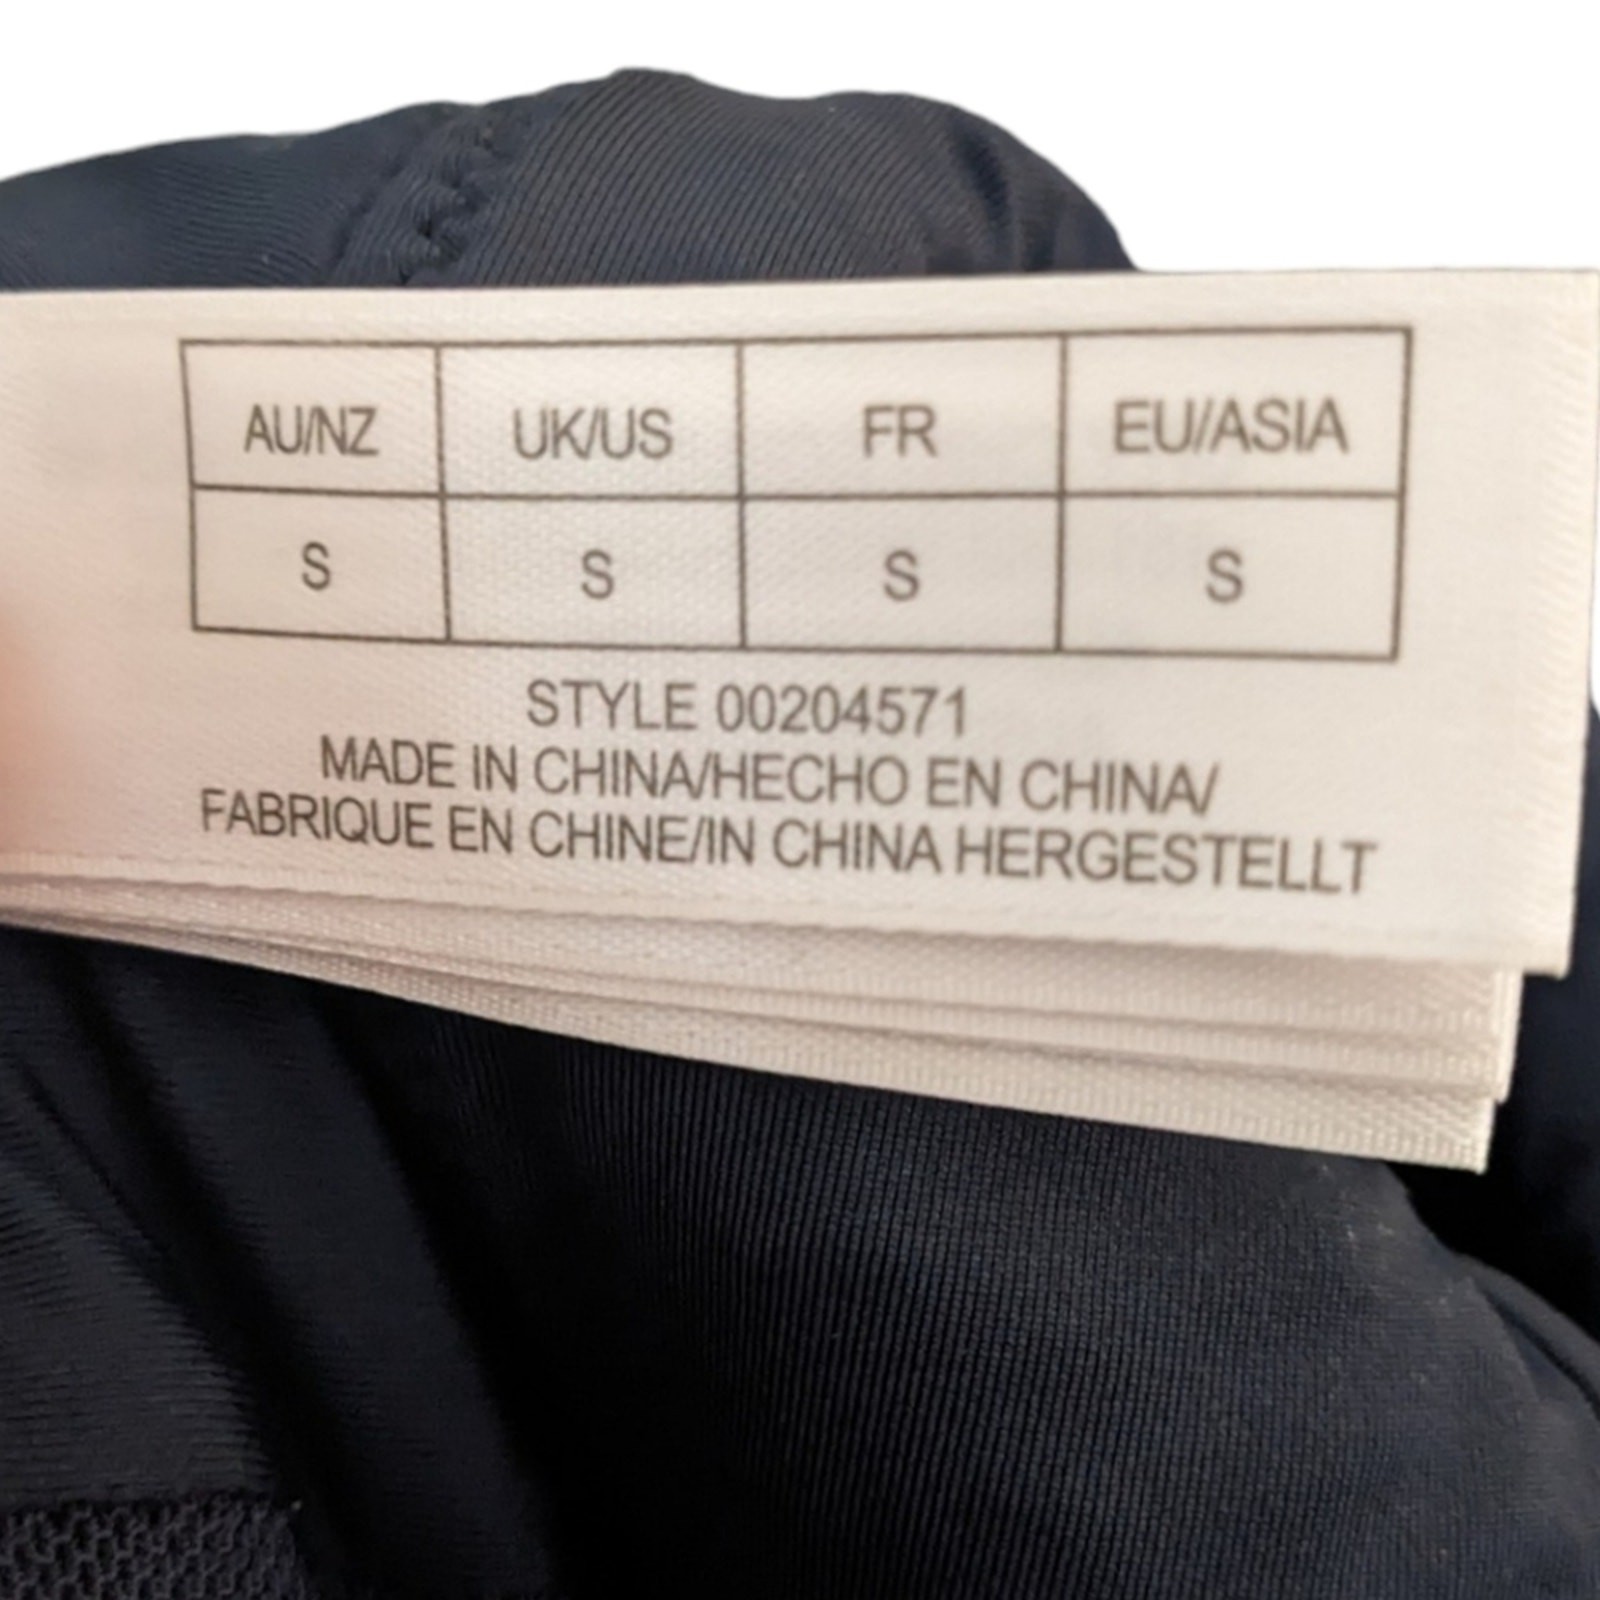 AU/NZ UK/US FR EU/ASIA
S S S S
STYLE 00204571
MADE IN CHINA/HECHO EN CHINA/
FABRIQUE EN CHINE/IN CHINA HERGESTELLT